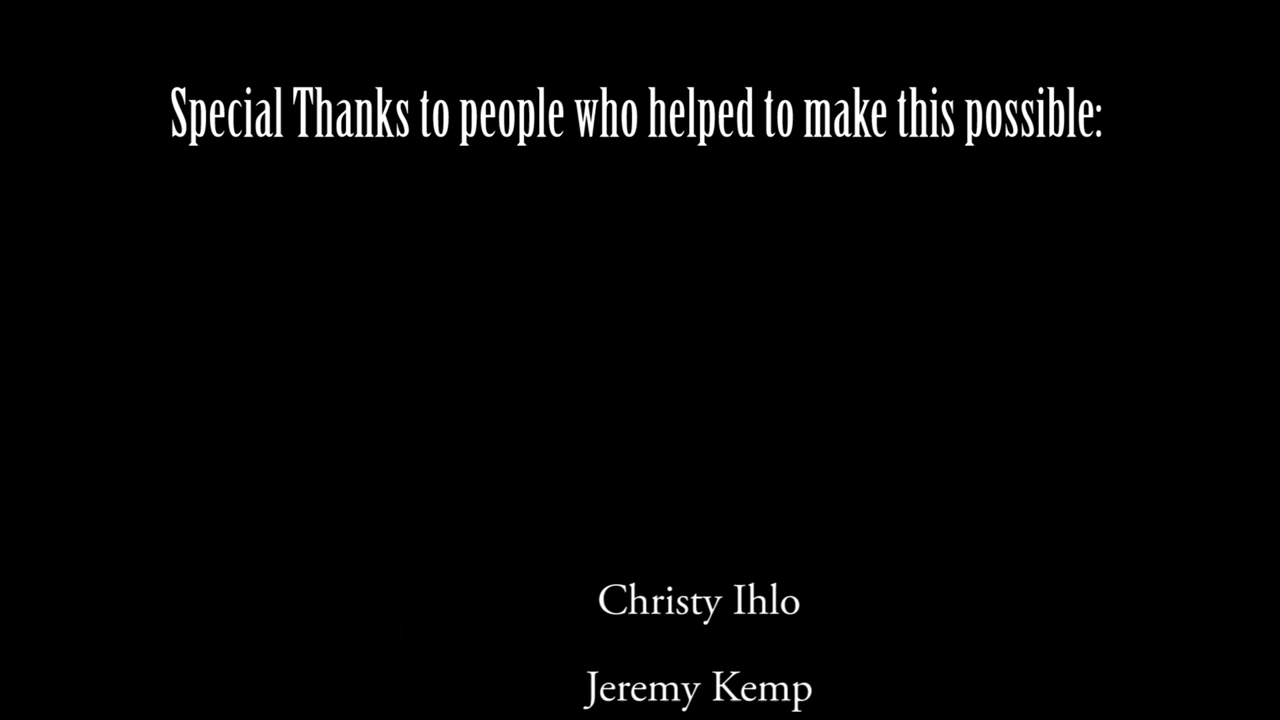 Special Thanks to people who helped to make this possible:
Christy Ihlo
Jeremy Kemp